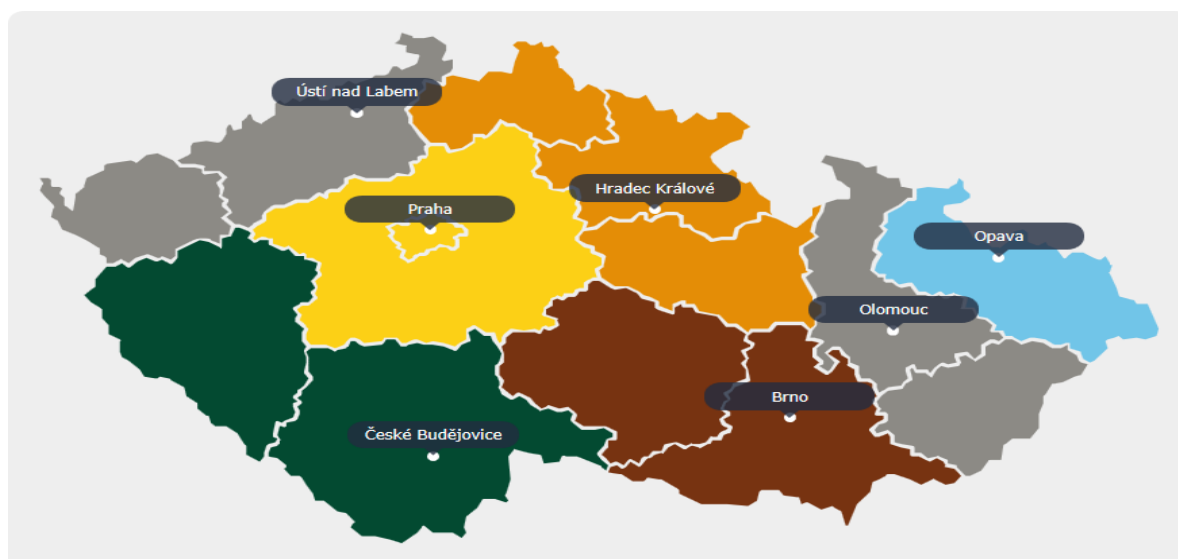 Ústí nad Labem
Hradec Králové
Praha
Opava
Olomouc
Brno
České Budějovice